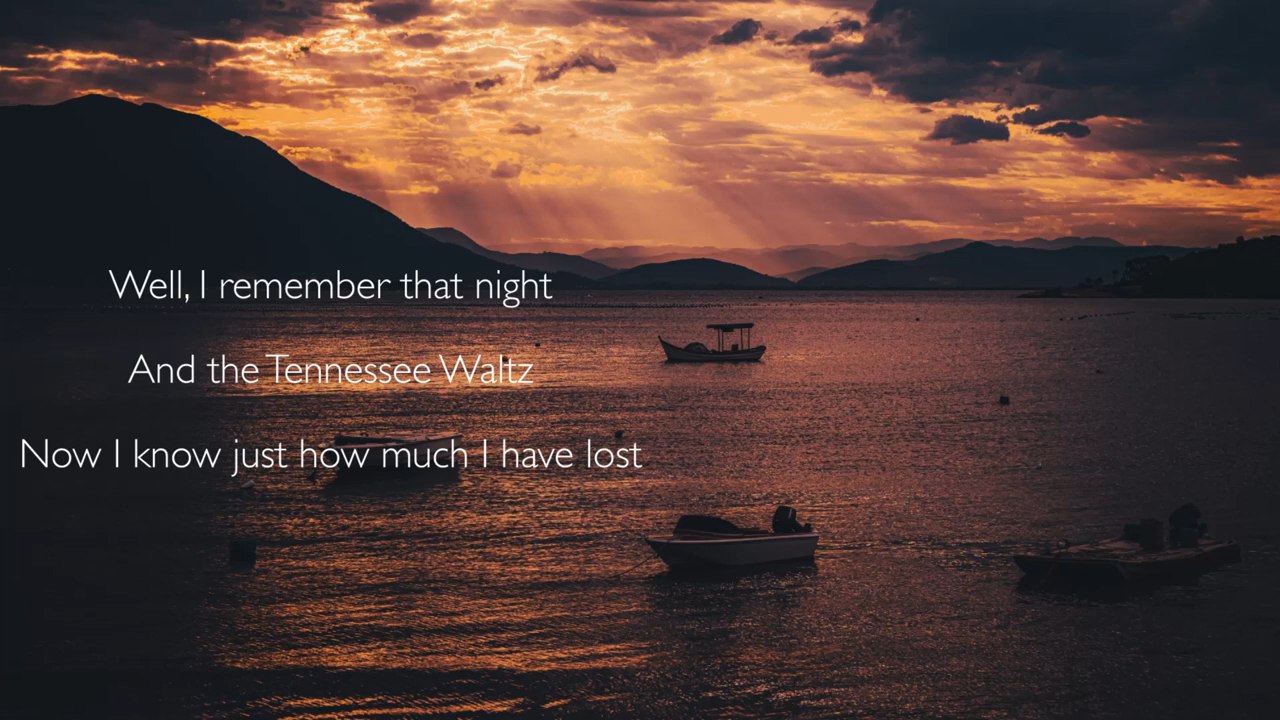 Well, I remember that night
And the Tennessee Waltz
Now I know just how much I have lost